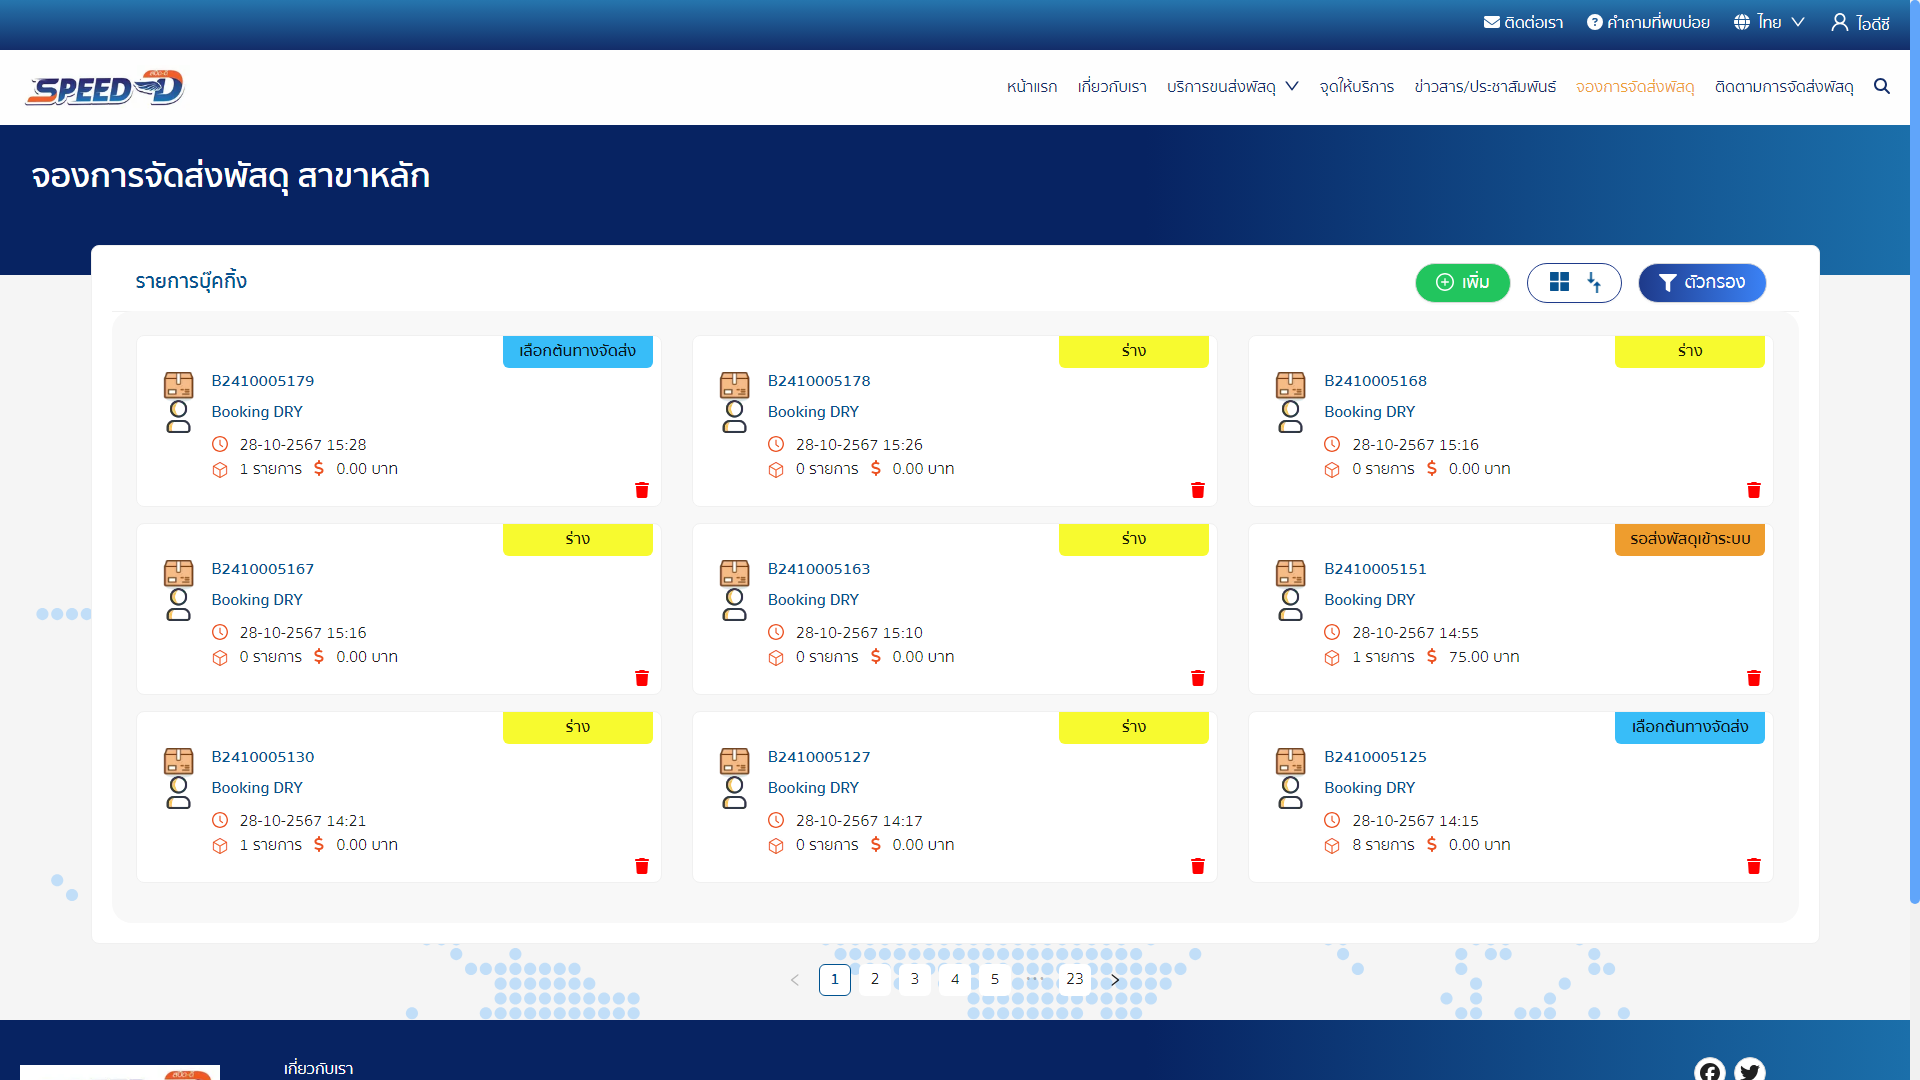 ติดต่อเรา คำถามที่พบบ่อย ไทย ไอดีซี
SPEED-D
หน้าแรก เกี่ยวกับเรา บริการขนส่งพัสดุ จุดให้บริการ ข่าวสาร/ประชาสัมพันธ์ จองการจัดส่งพัสดุ ติดตามการจัดส่งพัสดุ
จองการจัดส่งพัสดุ สาขาหลัก
รายการบุ๊คกิ้ง
เพิ่ม ตัวกรอง
เลือกต้นทางจัดส่ง
B2410005179
Booking DRY
28-10-2567 15:28
1 รายการ $ 0.00 บาท
ร่าง
B2410005178
Booking DRY
28-10-2567 15:26
0 รายการ $ 0.00 บาท
ร่าง
B2410005168
Booking DRY
28-10-2567 15:16
0 รายการ $ 0.00 บาท
ร่าง
B2410005167
Booking DRY
28-10-2567 15:16
0 รายการ $ 0.00 บาท
ร่าง
B2410005163
Booking DRY
28-10-2567 15:10
0 รายการ $ 0.00 บาท
รอส่งพัสดุเข้าระบบ
B2410005151
Booking DRY
28-10-2567 14:55
1 รายการ $ 75.00 บาท
ร่าง
B2410005130
Booking DRY
28-10-2567 14:21
1 รายการ $ 0.00 บาท
ร่าง
B2410005127
Booking DRY
28-10-2567 14:17
0 รายการ $ 0.00 บาท
เลือกต้นทางจัดส่ง
B2410005125
Booking DRY
28-10-2567 14:15
8 รายการ $ 0.00 บาท
1 2 3 4 5 ••• 23
เกี่ยวกับเรา